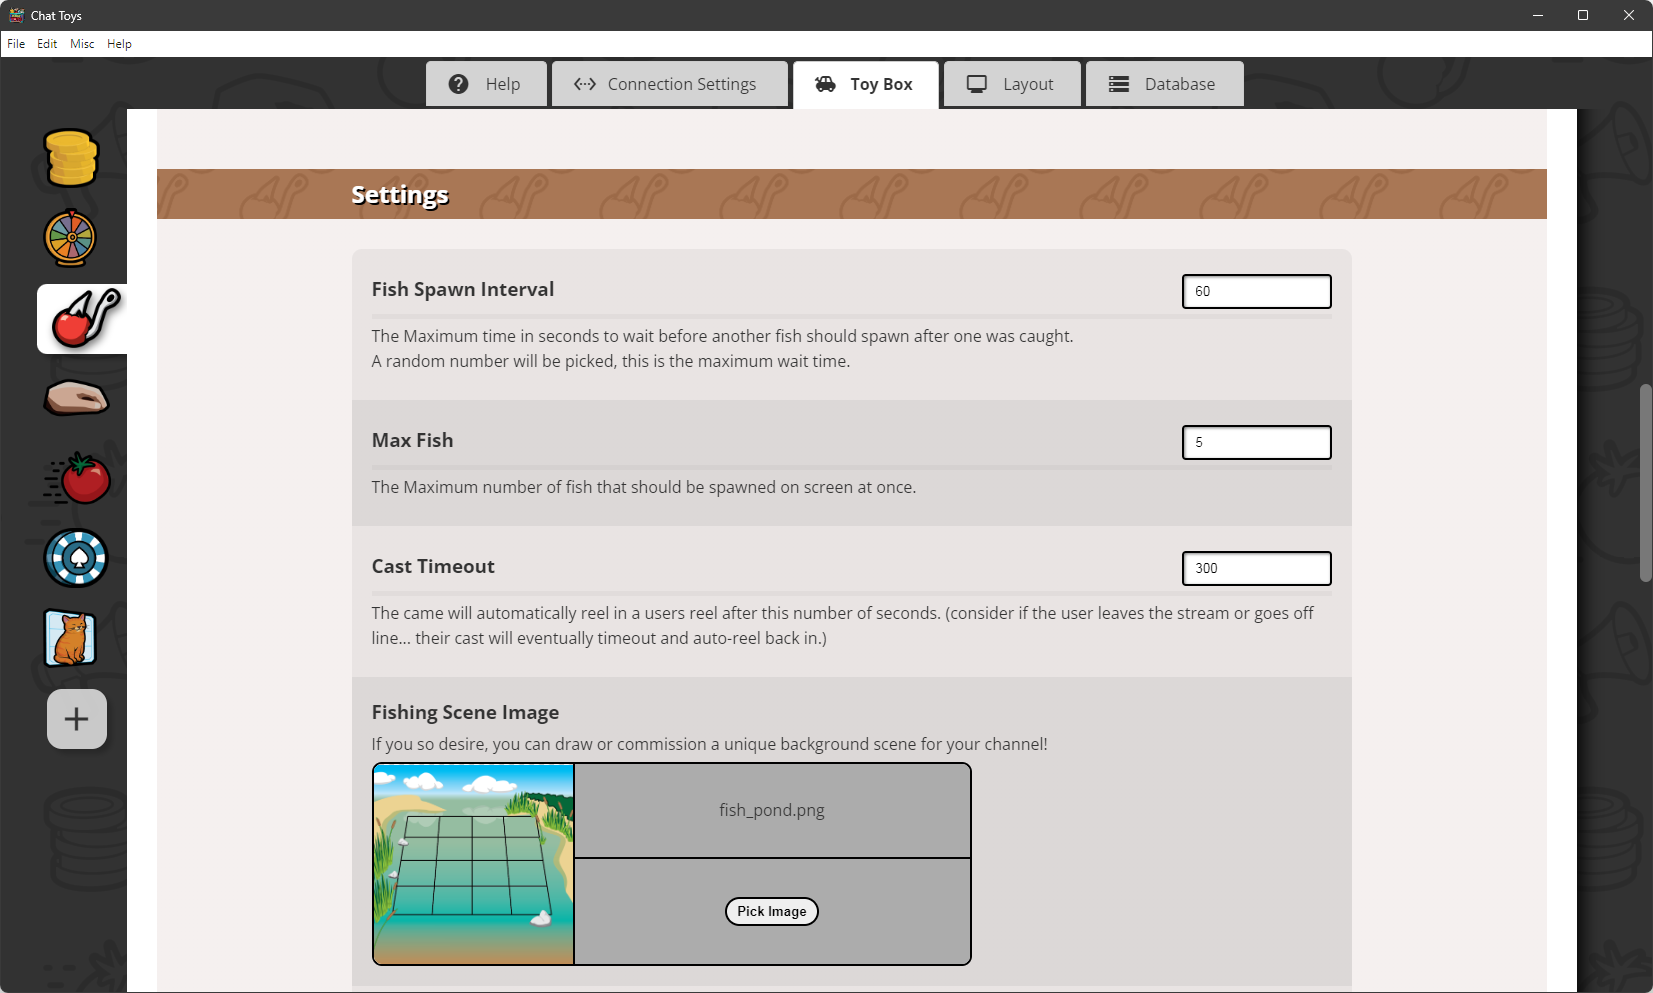 Chat Toys
File Edit Misc Help
Help Connection Settings Toy Box Layout Database
Settings
Fish Spawn Interval
60
The Maximum time in seconds to wait before another fish should spawn after one was caught.
A random number will be picked, this is the maximum wait time.
Max Fish
5
The Maximum number of fish that should be spawned on screen at once.
Cast Timeout
300
The came will automatically reel in a users reel after this number of seconds. (consider if the user leaves the stream or goes off
line... their cast will eventually timeout and auto-reel back in.)
Fishing Scene Image
If you so desire, you can draw or commission a unique background scene for your channel!
fish_pond.png
Pick Image